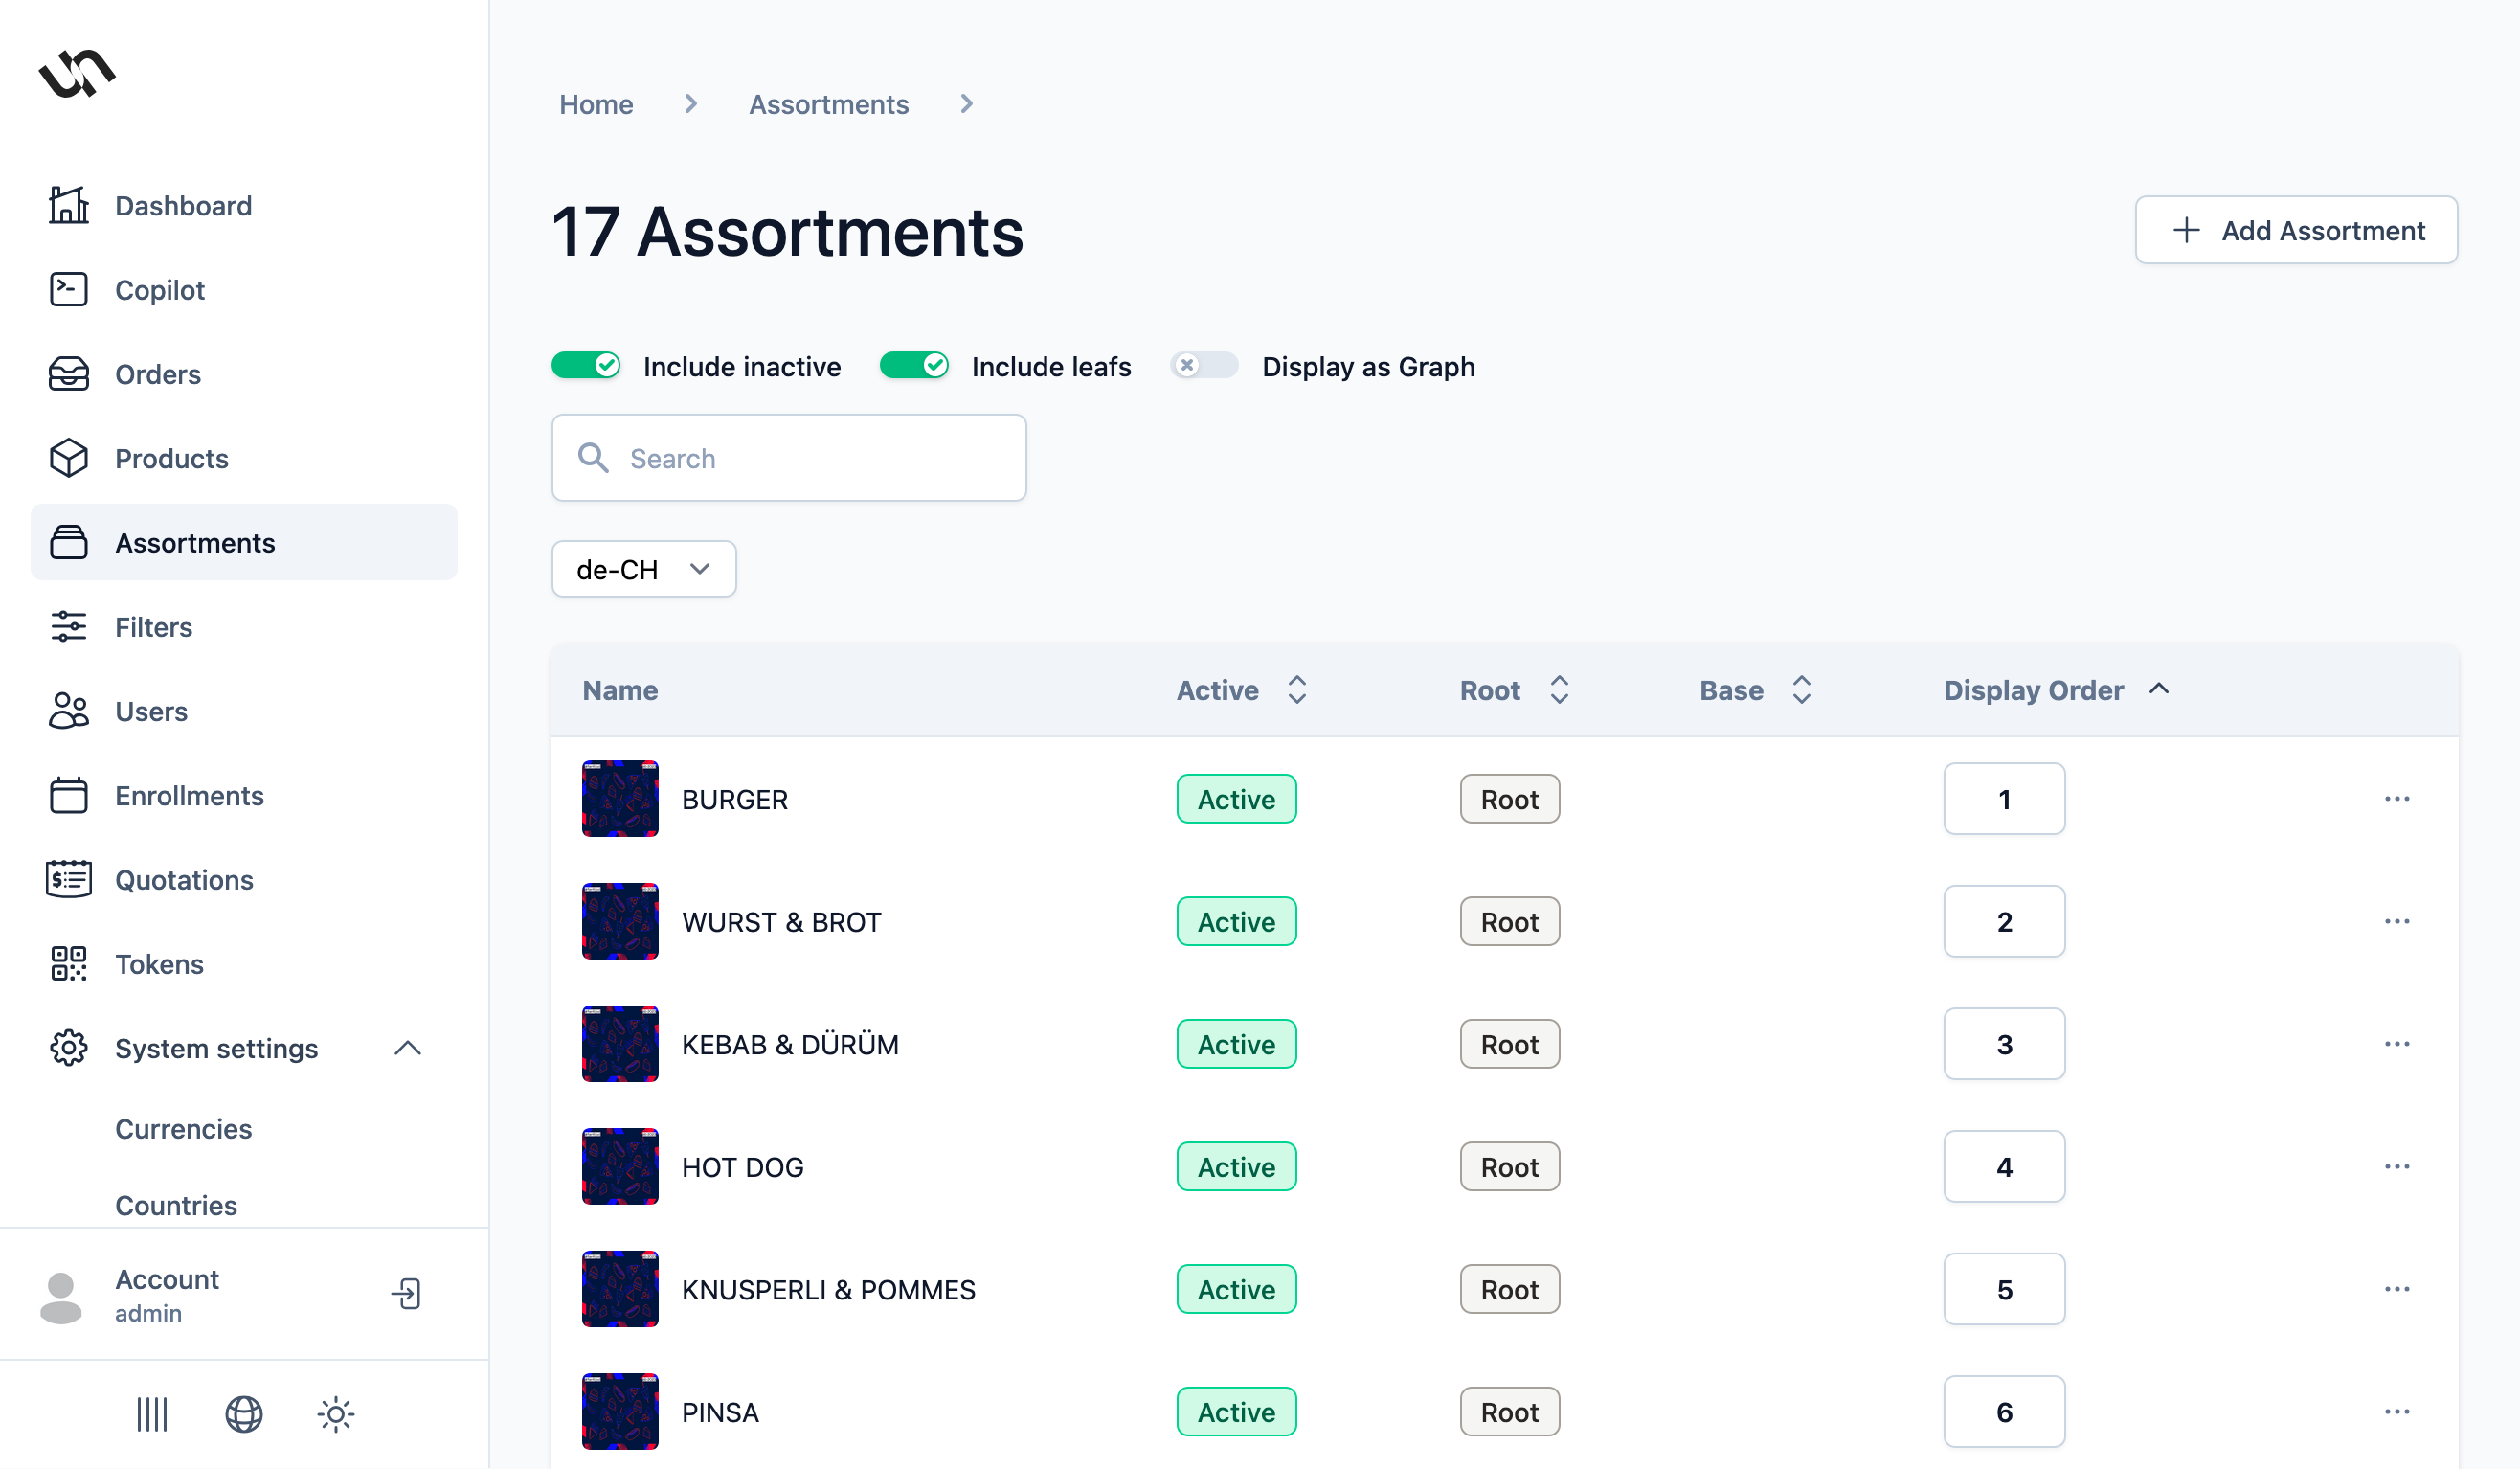 un
Dashboard
Copilot
Orders
Products
Assortments
Filters
Users
Enrollments
Quotations
Tokens
System settings
Currencies
Countries
Account
admin
Home
Assortments
17 Assortments
Add Assortment
Include inactive
Include leafs
Display as Graph
Search
de-CH
Name Active Root Base Display Order
BURGER Active Root 1
WURST & BROT Active Root 2
KEBAB & DÜRÜM Active Root 3
HOT DOG Active Root 4
KNUSPERLI & POMMES Active Root 5
PINSA Active Root 6